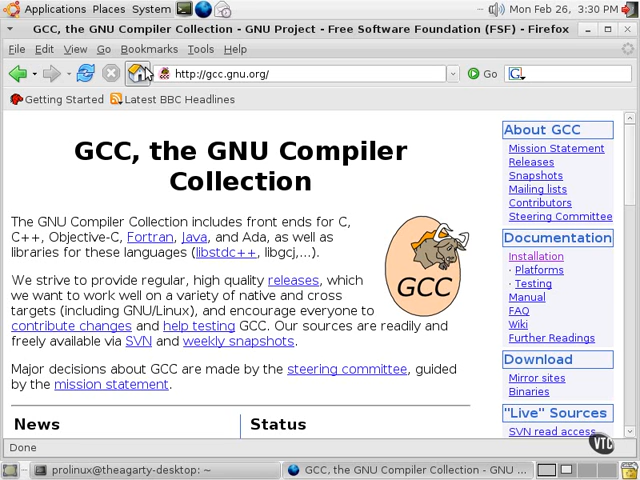 Applications Places System Mon Feb 26, 3:30 PM
GCC, the GNU Compiler Collection - GNU Project - Free Software Foundation (FSF) - Firefox
File Edit View Go Bookmarks Tools Help
http://gcc.gnu.org/ Go G
Getting Started Latest BBC Headlines
GCC, the GNU Compiler
Collection
The GNU Compiler Collection includes front ends for C,
C++, Objective-C, Fortran, Java, and Ada, as well as
libraries for these languages (libstdc++, libgcj,...).
We strive to provide regular, high quality releases, which
we want to work well on a variety of native and cross
targets (including GNU/Linux), and encourage everyone to
contribute changes and help testing GCC. Our sources are readily and
freely available via SVN and weekly snapshots.
Major decisions about GCC are made by the steering committee, guided
by the mission statement.
GCC
News Status
About GCC
Mission Statement
Releases
Snapshots
Mailing lists
Contributors
Steering Committee
Documentation
Installation
· Platforms
· Testing
Manual
FAQ
Wiki
Further Readings
Download
Mirror sites
Binaries
"Live" Sources
SVN read access
VTC
Done
prolinux@theagarty-desktop: ~ GCC, the GNU Compiler Collection - GNU ...